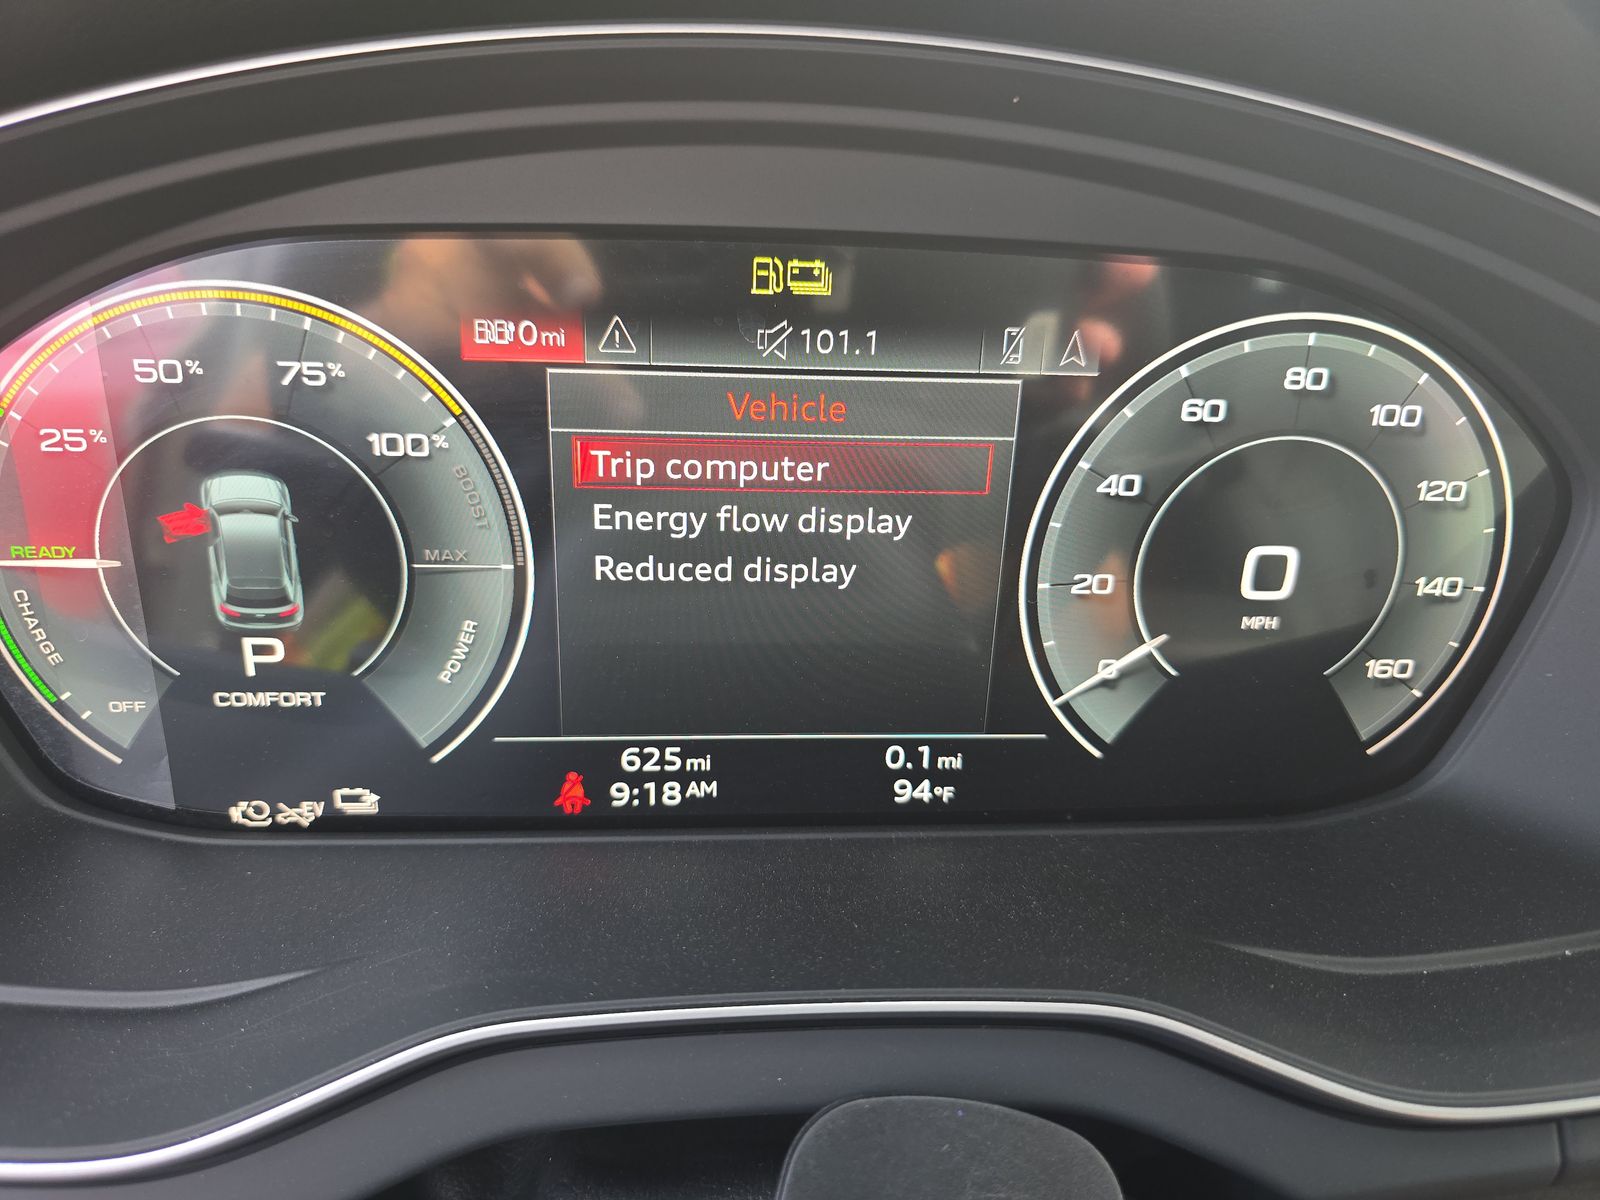 0 mi
101.1
Vehicle
Trip computer
Energy flow display
Reduced display
25%
50%
75%
100%
BOOST
MAX
READY
CHARGE
OFF
POWER
P
COMFORT
0
20
40
60
80
100
120
140
160
0
MPH
625 mi
0.1 mi
9:18 AM
94°F
EV